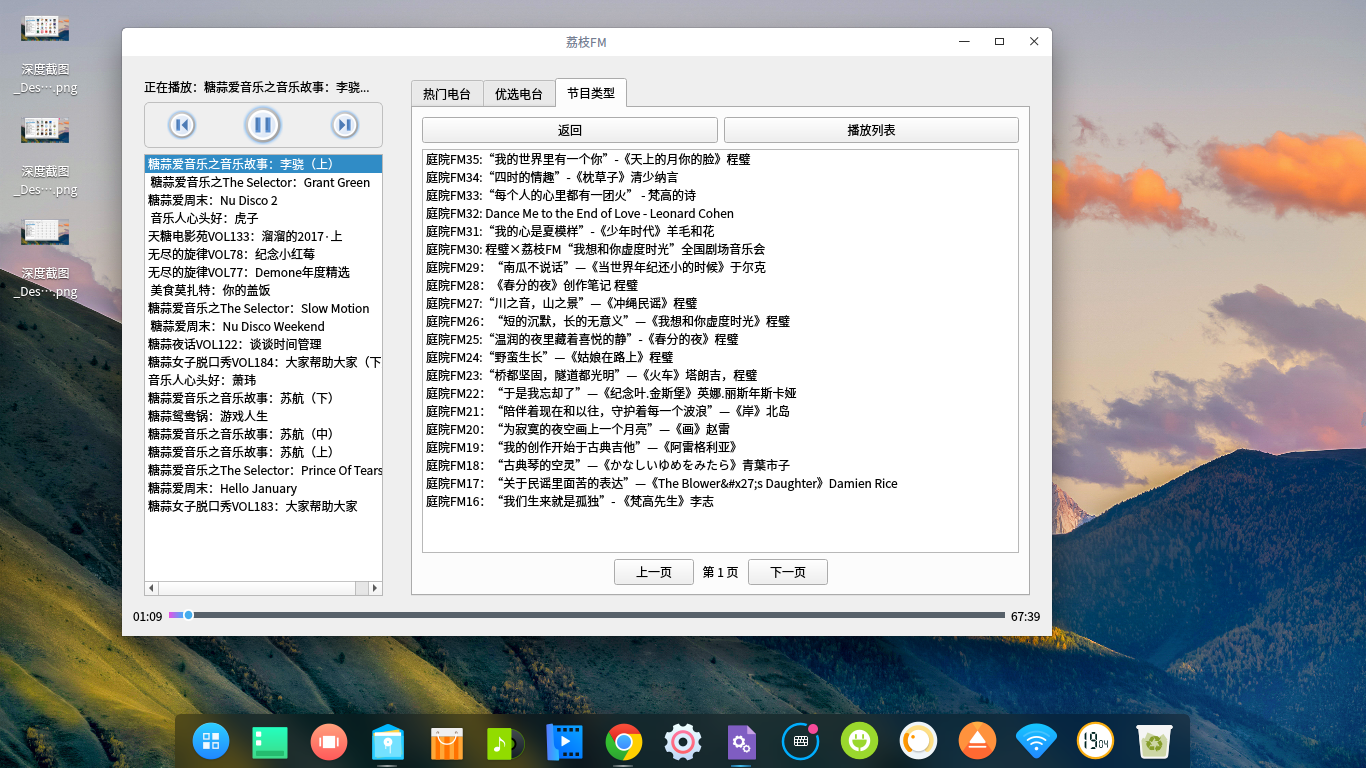 深度截图
_Des···.png
深度截图
_Des···.png
深度截图
_Des···.png
荔枝FM
正在播放：糖蒜爱音乐之音乐故事：李骁...
糖蒜爱音乐之音乐故事：李骁（上）
糖蒜爱音乐之The Selector：Grant Green
糖蒜爱周末：Nu Disco 2
音乐人心头好：虎子
天糖电影苑VOL133：溜溜的2017·上
无尽的旋律VOL78：纪念小红莓
无尽的旋律VOL77：Demone年度精选
美食莫扎特：你的盖饭
糖蒜爱音乐之The Selector：Slow Motion
糖蒜爱周末：Nu Disco Weekend
糖蒜夜话VOL122：谈谈时间管理
糖蒜女子脱口秀VOL184：大家帮助大家（下
音乐人心头好：萧玮
糖蒜爱音乐之音乐故事：苏航（下）
糖蒜鸳鸯锅：游戏人生
糖蒜爱音乐之音乐故事：苏航（中）
糖蒜爱音乐之音乐故事：苏航（上）
糖蒜爱音乐之The Selector：Prince Of Tears
糖蒜爱周末：Hello January
糖蒜女子脱口秀VOL183：大家帮助大家
热门电台 优选电台 节目类型
返回 播放列表
庭院FM35:“我的世界里有一个你”-《天上的月你的脸》程璧
庭院FM34:“四时的情趣”-《枕草子》清少纳言
庭院FM33:“每个人的心里都有一团火” - 梵高的诗
庭院FM32: Dance Me to the End of Love - Leonard Cohen
庭院FM31:“我的心是夏模样”-《少年时代》羊毛和花
庭院FM30: 程璧×荔枝FM“我想和你虚度时光”全国剧场音乐会
庭院FM29：“南瓜不说话”—《当世界年纪还小的时候》于尔克
庭院FM28：《春分的夜》创作笔记 程璧
庭院FM27:“川之音，山之景”—《冲绳民谣》程璧
庭院FM26：“短的沉默，长的无意义”—《我想和你虚度时光》程璧
庭院FM25:“温润的夜里藏着喜悦的静”-《春分的夜》程璧
庭院FM24:“野蛮生长”—《姑娘在路上》程璧
庭院FM23:“桥都坚固，隧道都光明”—《火车》塔朗吉，程璧
庭院FM22：“于是我忘却了”—《纪念叶.金斯堡》英娜.丽斯年斯卡娅
庭院FM21：“陪伴着现在和以往，守护着每一个波浪”—《岸》北岛
庭院FM20：“为寂寞的夜空画上一个月亮”—《画》赵雷
庭院FM19：“我的创作开始于古典吉他”—《阿雷格利亚》
庭院FM18：“古典琴的空灵”—《かなしいゆめをみたら》青葉市子
庭院FM17：“关于民谣里面苦的表达”—《The Blower&#x27;s Daughter》Damien Rice
庭院FM16：“我们生来就是孤独”-《梵高先生》李志
上一页 第 1 页 下一页
01:09 67:39
19 04